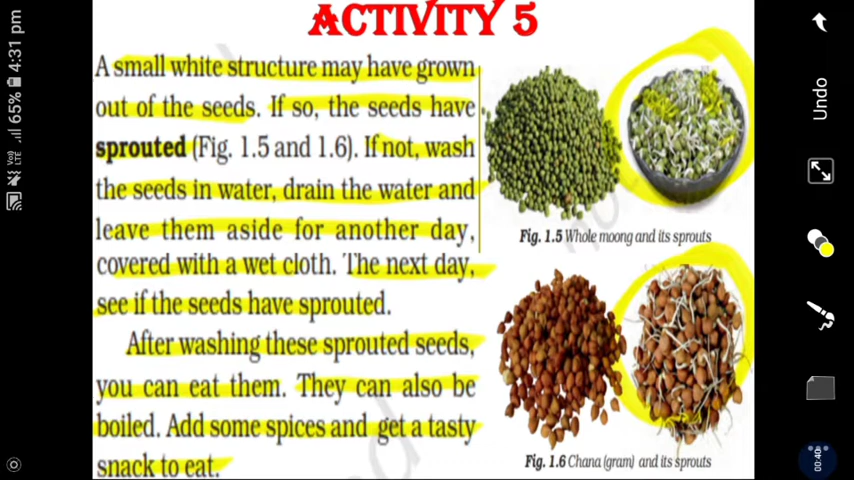 ACTIVITY 5
A small white structure may have grown
out of the seeds. If so, the seeds have
sprouted (Fig. 1.5 and 1.6). If not, wash
the seeds in water, drain the water and
leave them aside for another day,
covered with a wet cloth. The next day,
see if the seeds have sprouted.
After washing these sprouted seeds,
you can eat them. They can also be
boiled. Add some spices and get a tasty
snack to eat.
Fig. 1.5 Whole moong and its sprouts
Fig. 1.6 Chana (gram) and its sprouts
4:31 pm
65%
Vo)) LTE
Undo
00:40